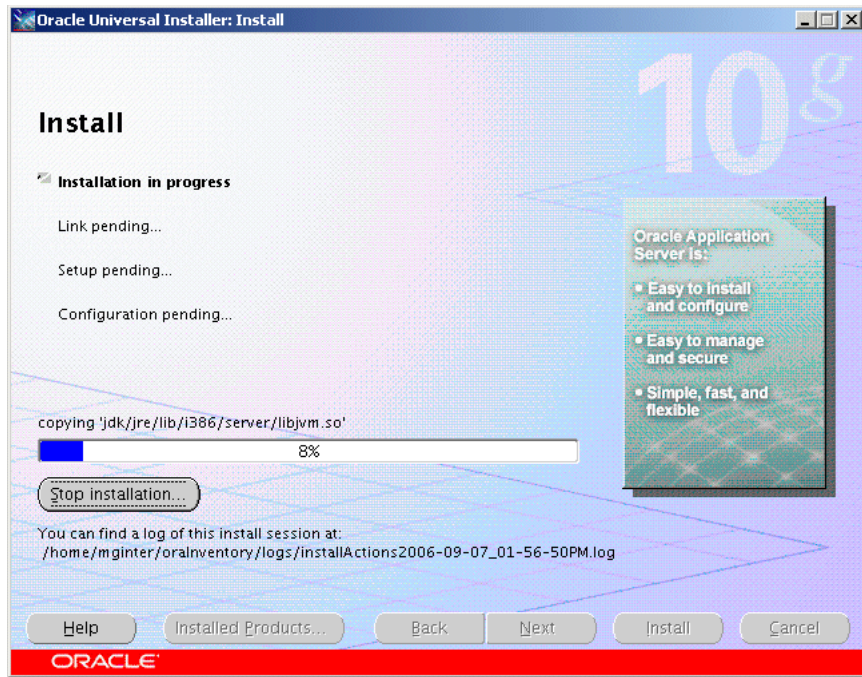 Oracle Universal Installer: Install
10g
Install
Installation in progress
Link pending...
Setup pending...
Configuration pending...
Oracle Application
Server is:
• Easy to install
and configure
• Easy to manage
and secure
• Simple, fast, and
flexible
copying 'jdk/jre/lib/i386/server/libjvm.so'
8%
Stop installation...
You can find a log of this install session at:
/home/mginter/oraInventory/logs/installActions2006-09-07_01-56-50PM.log
Help Installed Products... Back Next Install Cancel
ORACLE